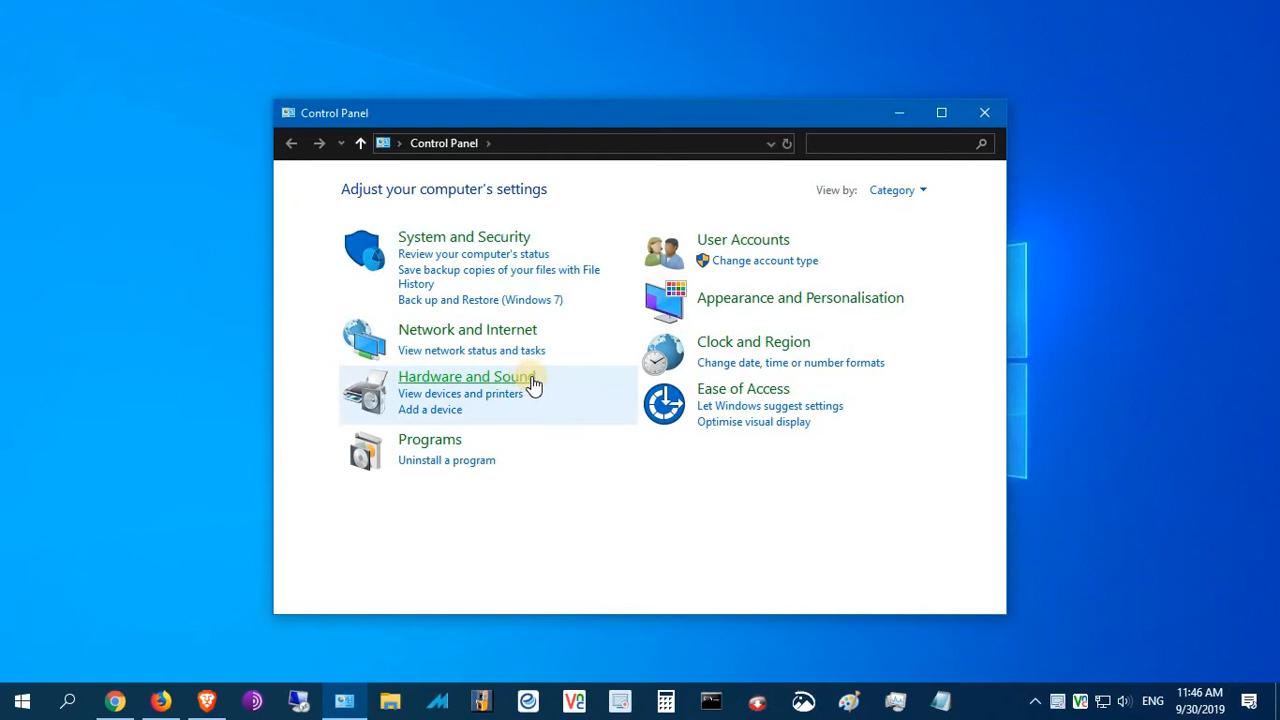 Control Panel
Control Panel
Adjust your computer's settings
View by: Category
System and Security
Review your computer's status
Save backup copies of your files with File
History
Back up and Restore (Windows 7)
Network and Internet
View network status and tasks
Hardware and Sound
View devices and printers
Add a device
Programs
Uninstall a program
User Accounts
Change account type
Appearance and Personalisation
Clock and Region
Change date, time or number formats
Ease of Access
Let Windows suggest settings
Optimise visual display
ENG
11:46 AM
9/30/2019